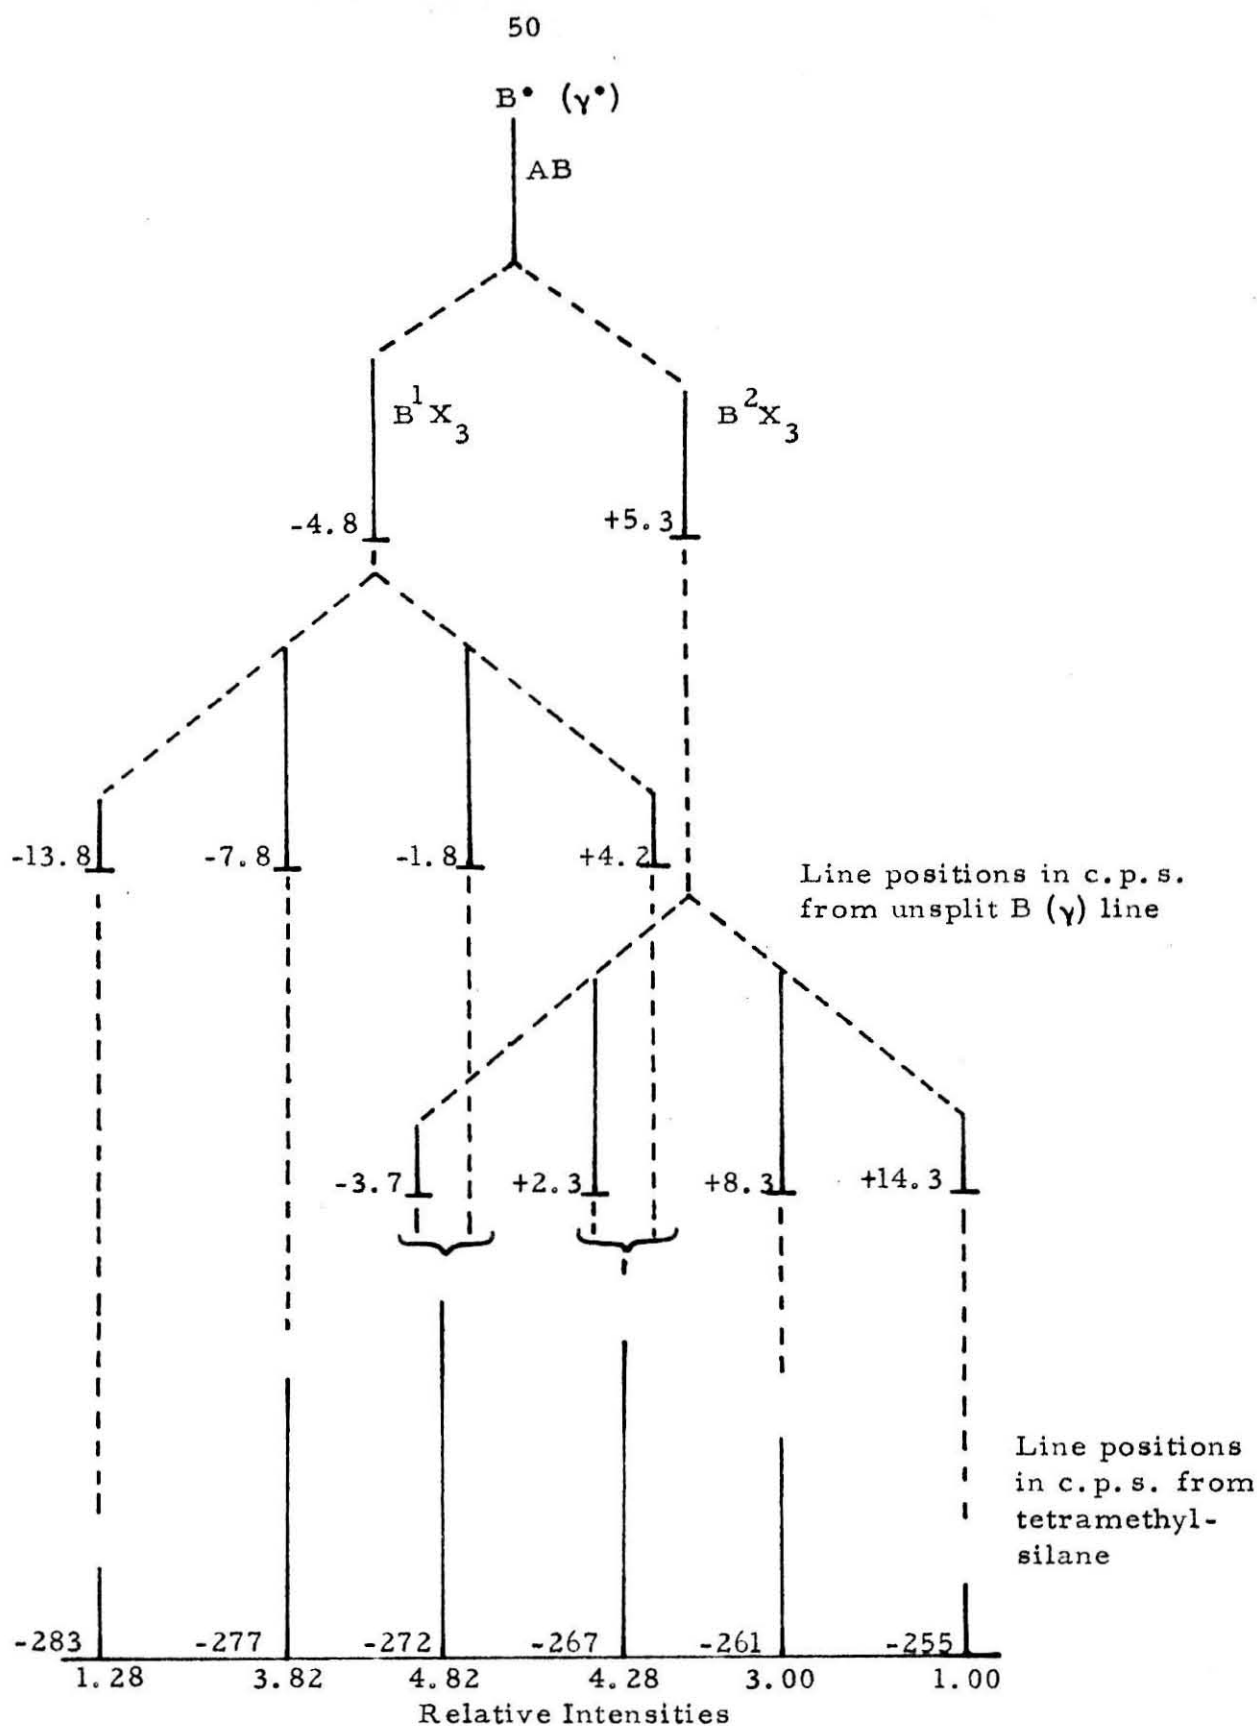 50
B• (γ•)
AB
B¹X₃
B²X₃
-4.8
+5.3
-13.8
-7.8
-1.8
+4.2
Line positions in c.p.s.
from unsplit B (γ) line
-3.7
+2.3
+8.3
+14.3
Line positions
in c.p.s. from
tetramethyl-
silane
-283
-277
-272
-267
-261
-255
1.28
3.82
4.82
4.28
3.00
1.00
Relative Intensities